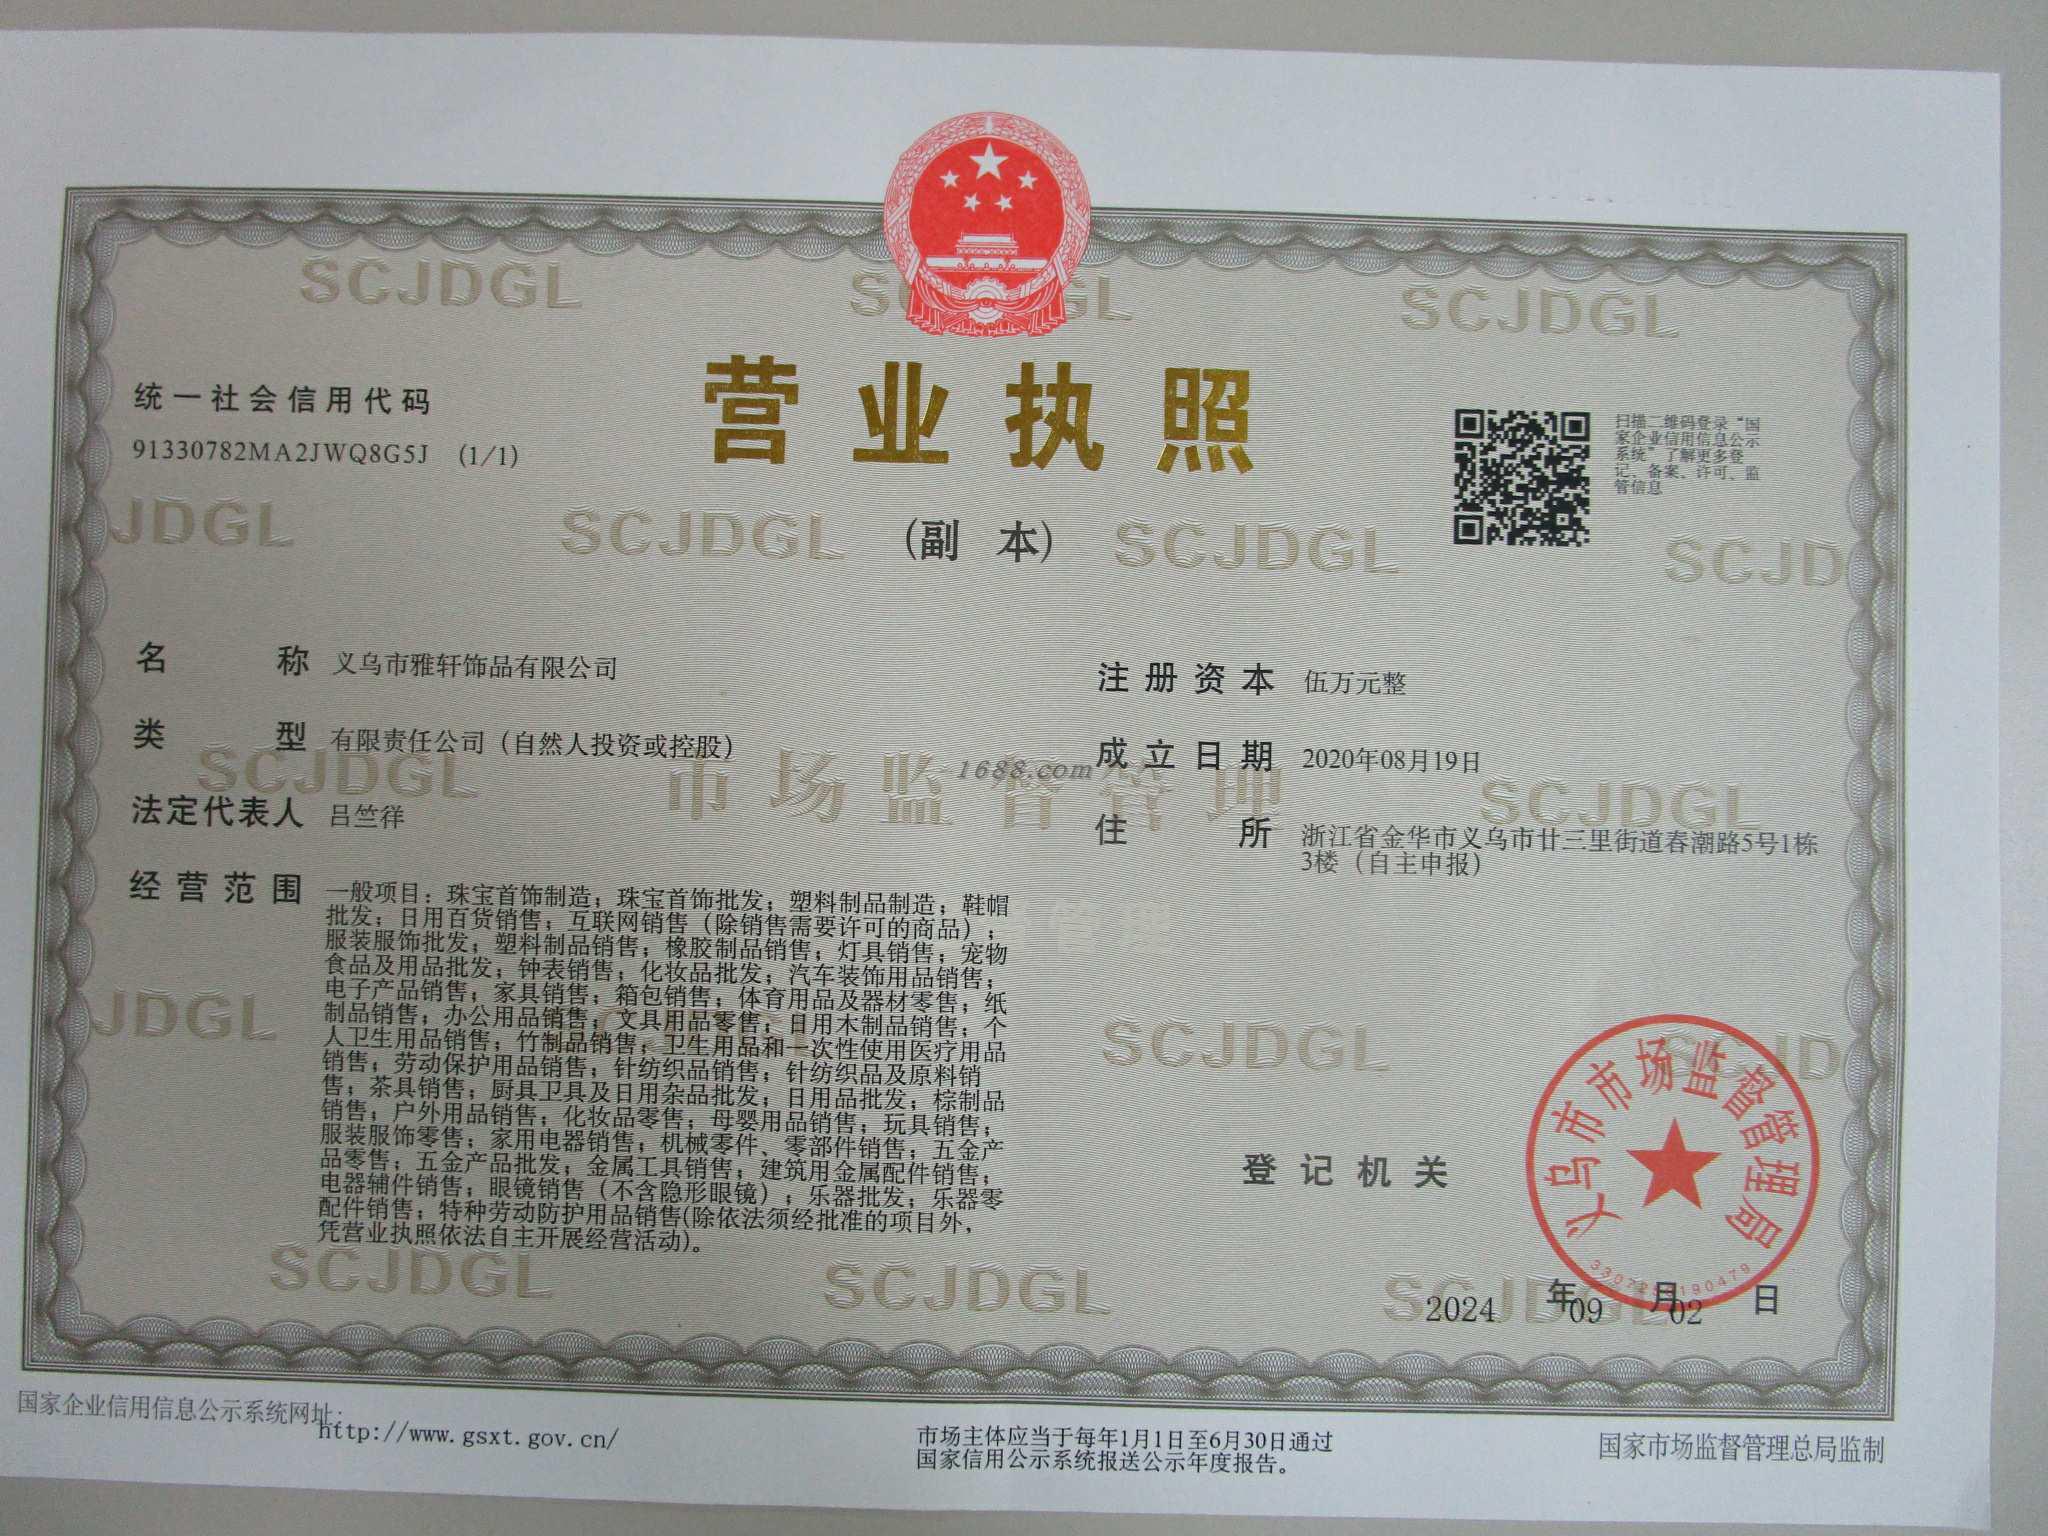 营业执照
(副 本)
统一社会信用代码
91330782MA2JWQ8G5J (1/1)
扫描二维码登录“国
家企业信用信息公示
系统”了解更多登
记、备案、许可、监
管信息
名 称 义乌市雅轩饰品有限公司
类 型 有限责任公司（自然人投资或控股）
法定代表人 吕竺祥
经营范围 一般项目：珠宝首饰制造；珠宝首饰批发；塑料制品制造；鞋帽
批发；日用百货销售；互联网销售（除销售需要许可的商品）；
服装服饰批发；塑料制品销售；橡胶制品销售；灯具销售；宠物
食品及用品批发；钟表销售；化妆品批发；汽车装饰用品销售；
电子产品销售；家具销售；箱包销售；体育用品及器材零售；纸
制品销售；办公用品销售；文具用品零售；日用木制品销售；个
人卫生用品销售；竹制品销售；卫生用品和一次性使用医疗用品
销售；劳动保护用品销售；针纺织品销售；针纺织品及原料销
售；茶具销售；厨具卫具及日用杂品批发；日用品批发；棕制品
销售；户外用品销售；化妆品零售；母婴用品销售；玩具销售；
服装服饰零售；家用电器销售；机械零件、零部件销售；五金产
品零售；五金产品批发；金属工具销售；建筑用金属配件销售；
电器辅件销售；眼镜销售（不含隐形眼镜）；乐器批发；乐器零
配件销售；特种劳动防护用品销售(除依法须经批准的项目外，
凭营业执照依法自主开展经营活动)。
注册资本 伍万元整
成立日期 2020年08月19日
住 所 浙江省金华市义乌市廿三里街道春潮路5号1栋
3楼（自主申报）
1688.com
市场监督管理
SCJDGL
登记机关
义乌市市场监督管理局
2024 年 09 月 02 日
国家企业信用信息公示系统网址：
http://www.gsxt.gov.cn/
市场主体应当于每年1月1日至6月30日通过
国家信用公示系统报送公示年度报告。
国家市场监督管理总局监制